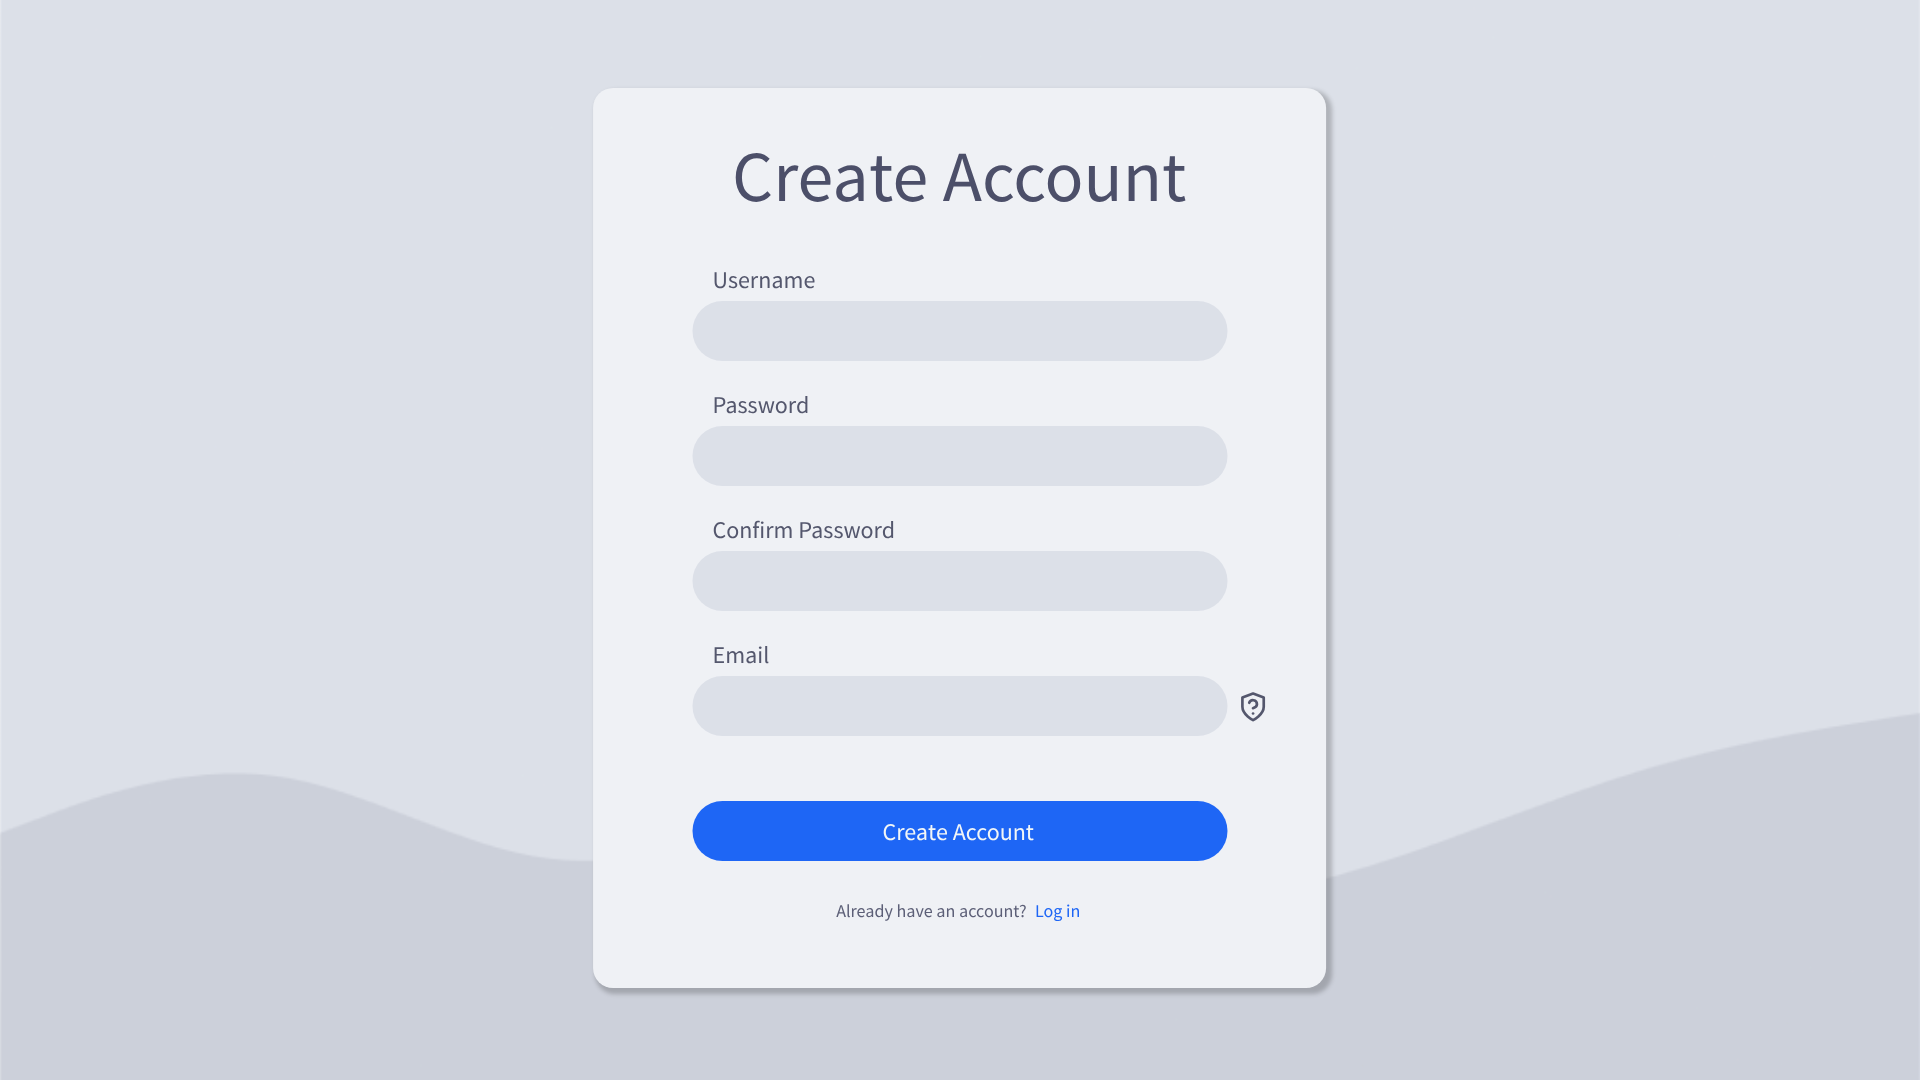 Create Account
Username
Password
Confirm Password
Email
?
Create Account
Already have an account? Log in